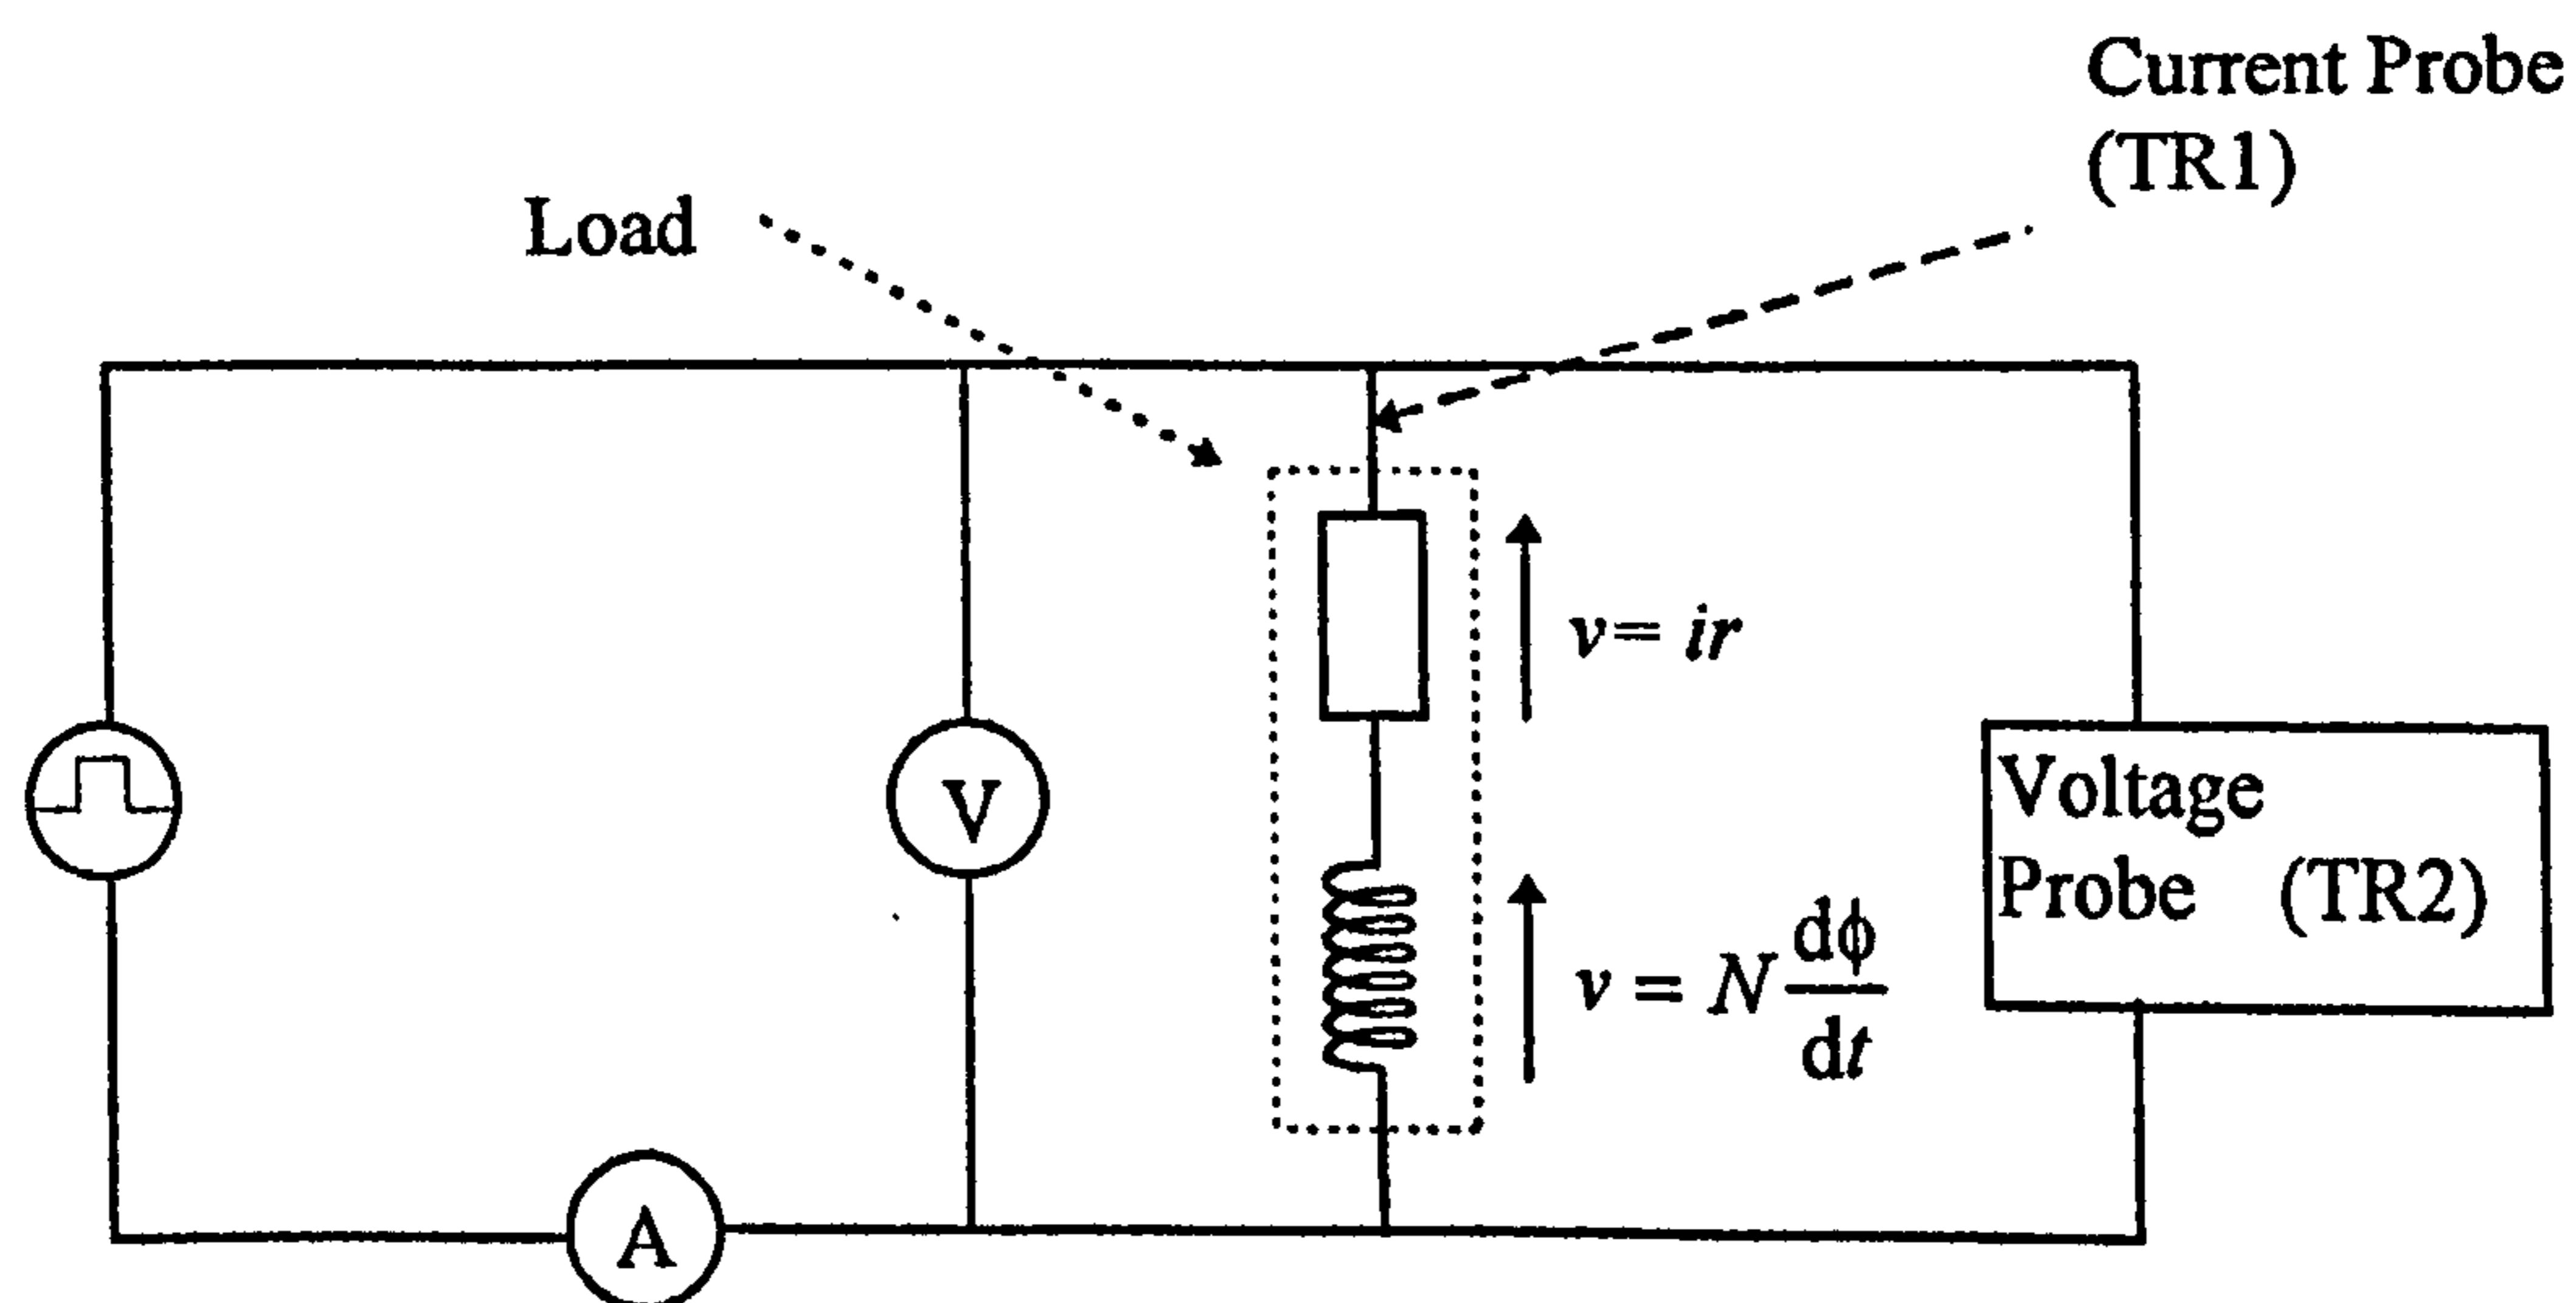 Current Probe
(TR1)
Load
v = ir
V
Voltage
Probe (TR2)
v = N dφ/dt
A